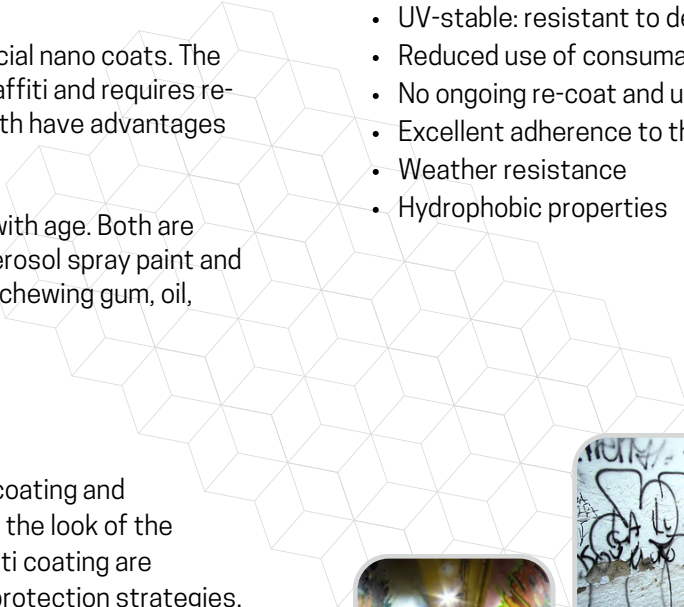 cial nano coats. The
affiti and requires re-
th have advantages
with age. Both are
erosol spray paint and
chewing gum, oil,
coating and
the look of the
ti coating are
protection strategies.
• UV-stable: resistant to de
• Reduced use of consuma
• No ongoing re-coat and u
• Excellent adherence to th
• Weather resistance
• Hydrophobic properties